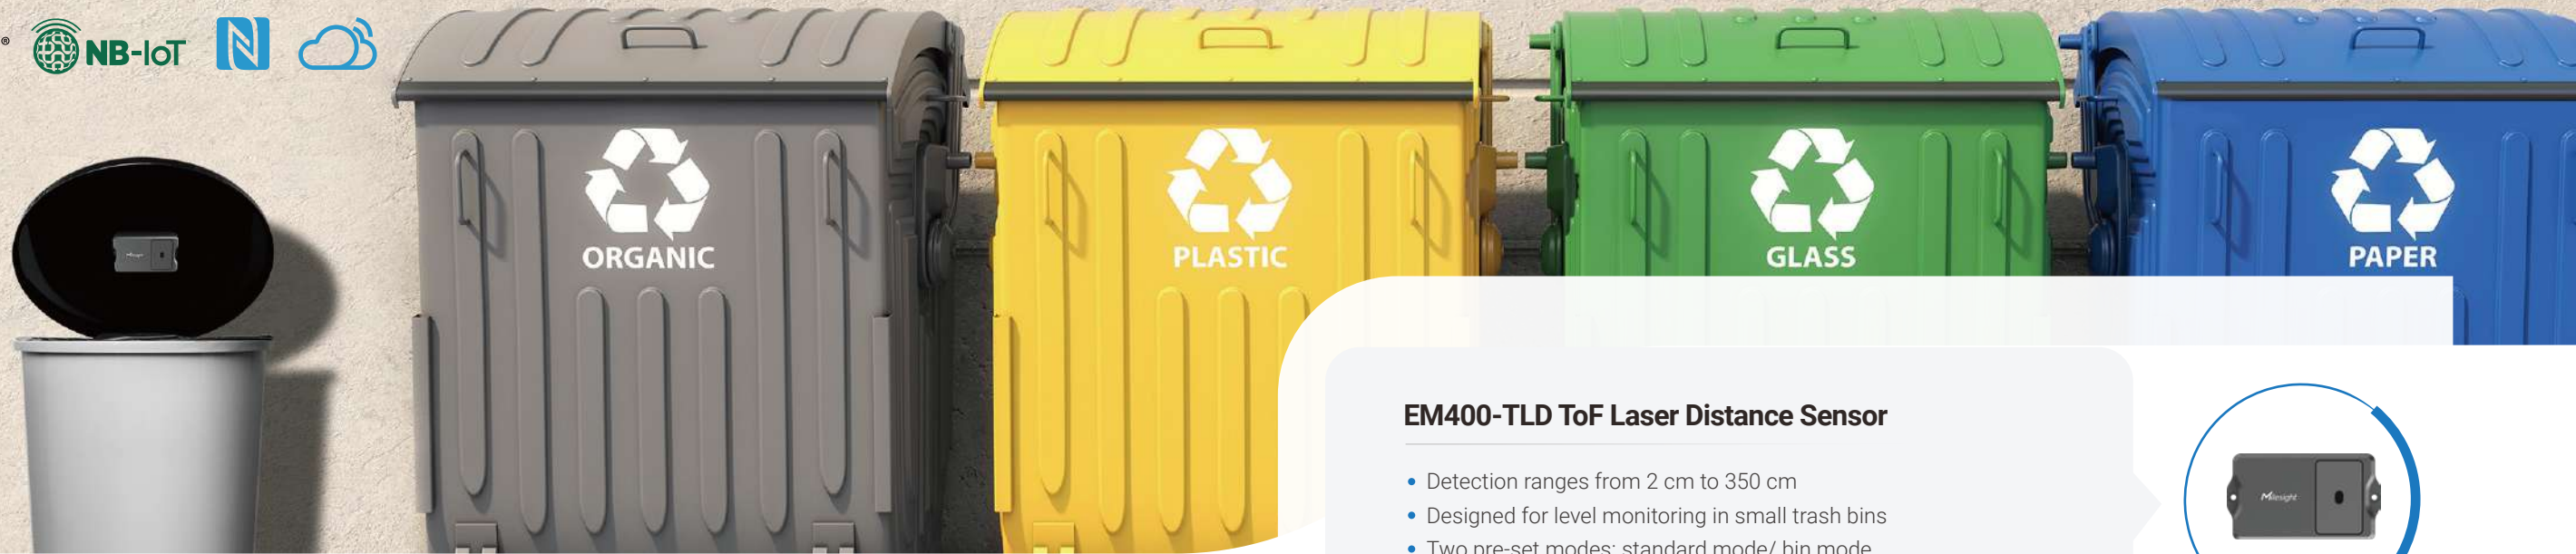 ®
NB-IoT
ORGANIC
PLASTIC
GLASS
PAPER
EM400-TLD ToF Laser Distance Sensor
• Detection ranges from 2 cm to 350 cm
• Designed for level monitoring in small trash bins
• Two pre-set modes: standard mode/ bin mode
Milesight